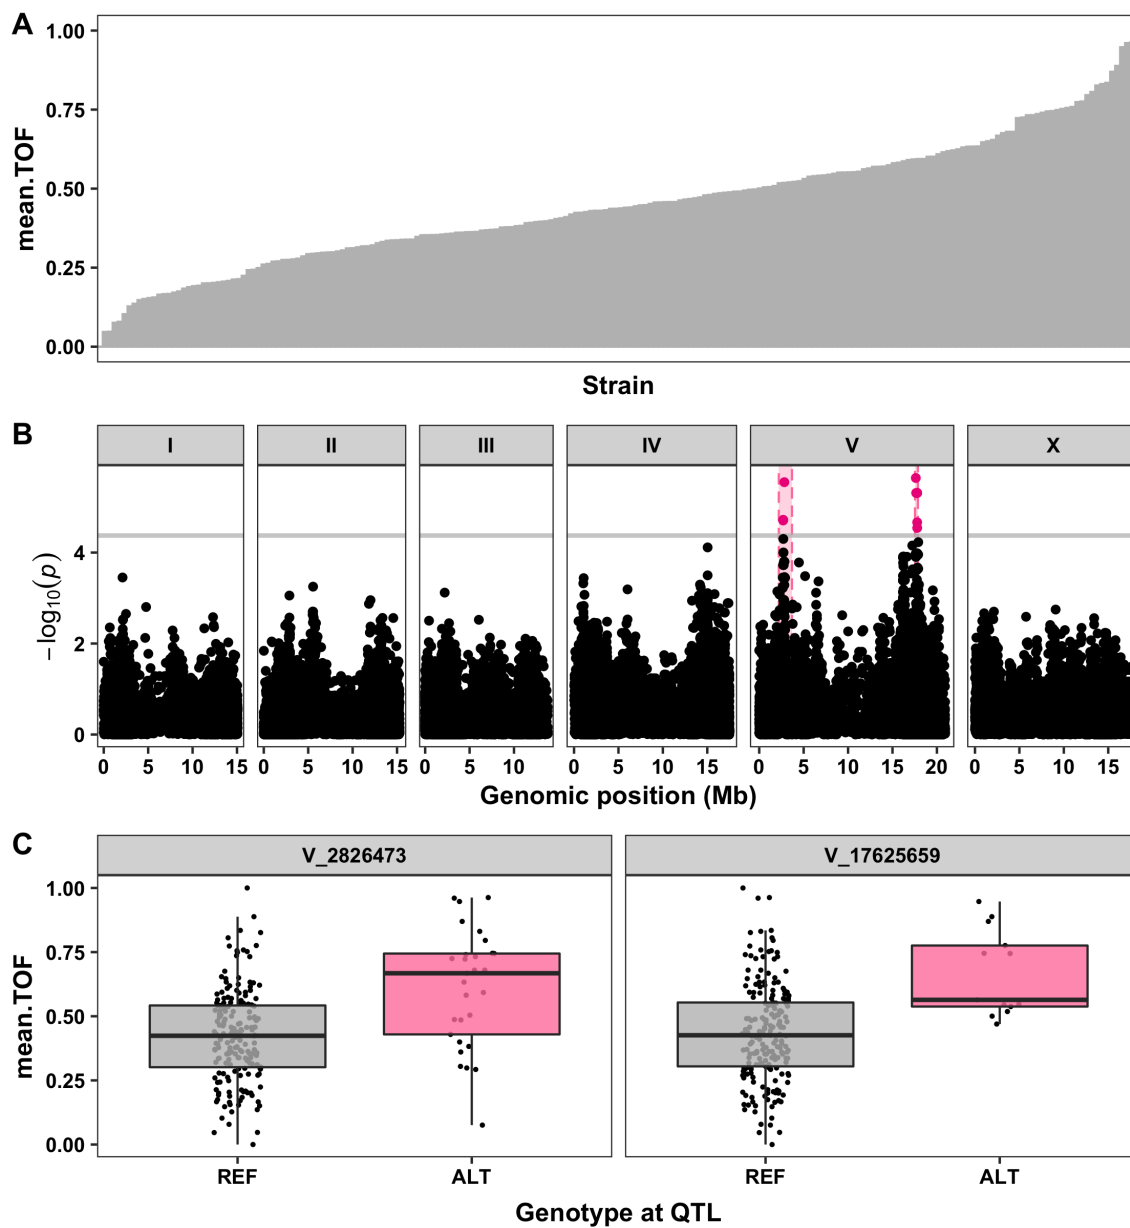 A
1.00
0.75
0.50
0.25
0.00
mean.TOF
Strain
B
I II III IV V X
4
2
0
−log10(p)
0 5 10 15 0 5 10 15 0 5 10 0 5 10 15 0 5 10 15 20 0 5 10 15
Genomic position (Mb)
C
V_2826473 V_17625659
1.00
0.75
0.50
0.25
0.00
mean.TOF
REF ALT REF ALT
Genotype at QTL